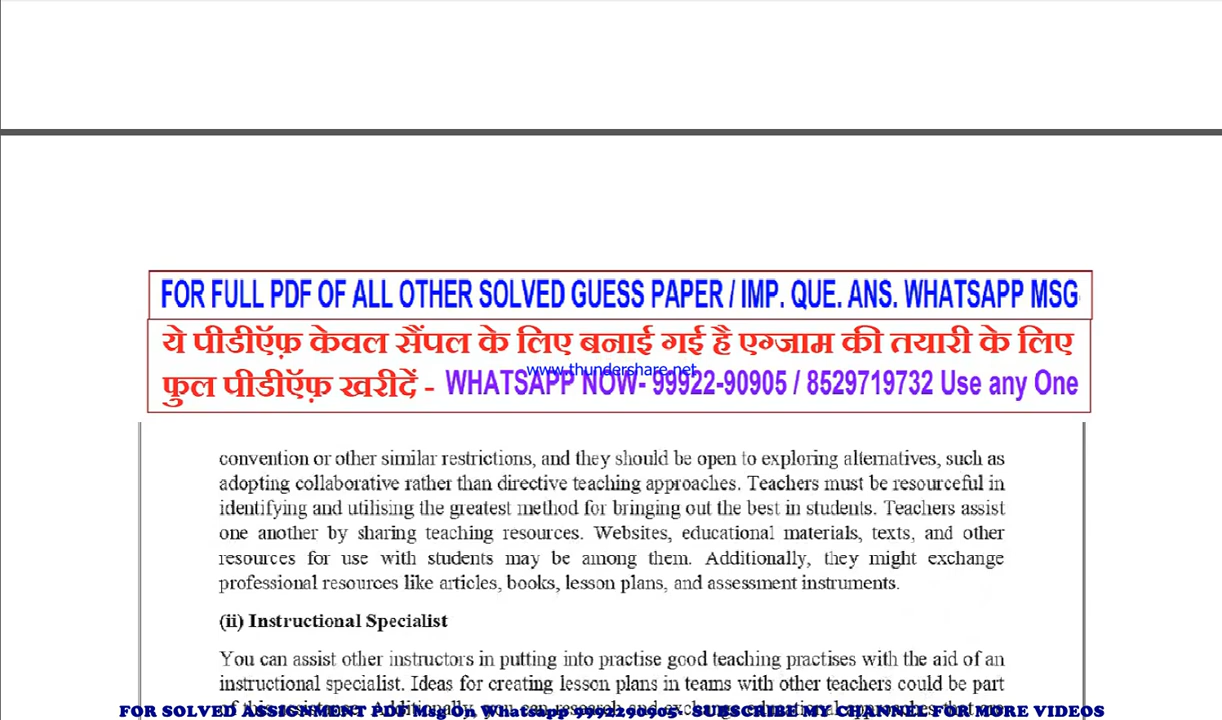 FOR FULL PDF OF ALL OTHER SOLVED GUESS PAPER / IMP. QUE. ANS. WHATSAPP MSG
ये पीडीऍफ़ केवल सैंपल के लिए बनाई गई है एग्जाम की तयारी के लिए
www.thundershare.net
फुल पीडीऍफ़ खरीदें - WHATSAPP NOW- 99922-90905 / 8529719732 Use any One
convention or other similar restrictions, and they should be open to exploring alternatives, such as
adopting collaborative rather than directive teaching approaches. Teachers must be resourceful in
identifying and utilising the greatest method for bringing out the best in students. Teachers assist
one another by sharing teaching resources. Websites, educational materials, texts, and other
resources for use with students may be among them. Additionally, they might exchange
professional resources like articles, books, lesson plans, and assessment instruments.
(ii) Instructional Specialist
You can assist other instructors in putting into practise good teaching practises with the aid of an
instructional specialist. Ideas for creating lesson plans in teams with other teachers could be part
FOR SOLVED ASSIGNMENT PDF Msg On Whatsapp 9992290905- SUBSCRIBE MY CHANNEL FOR MORE VIDEOS